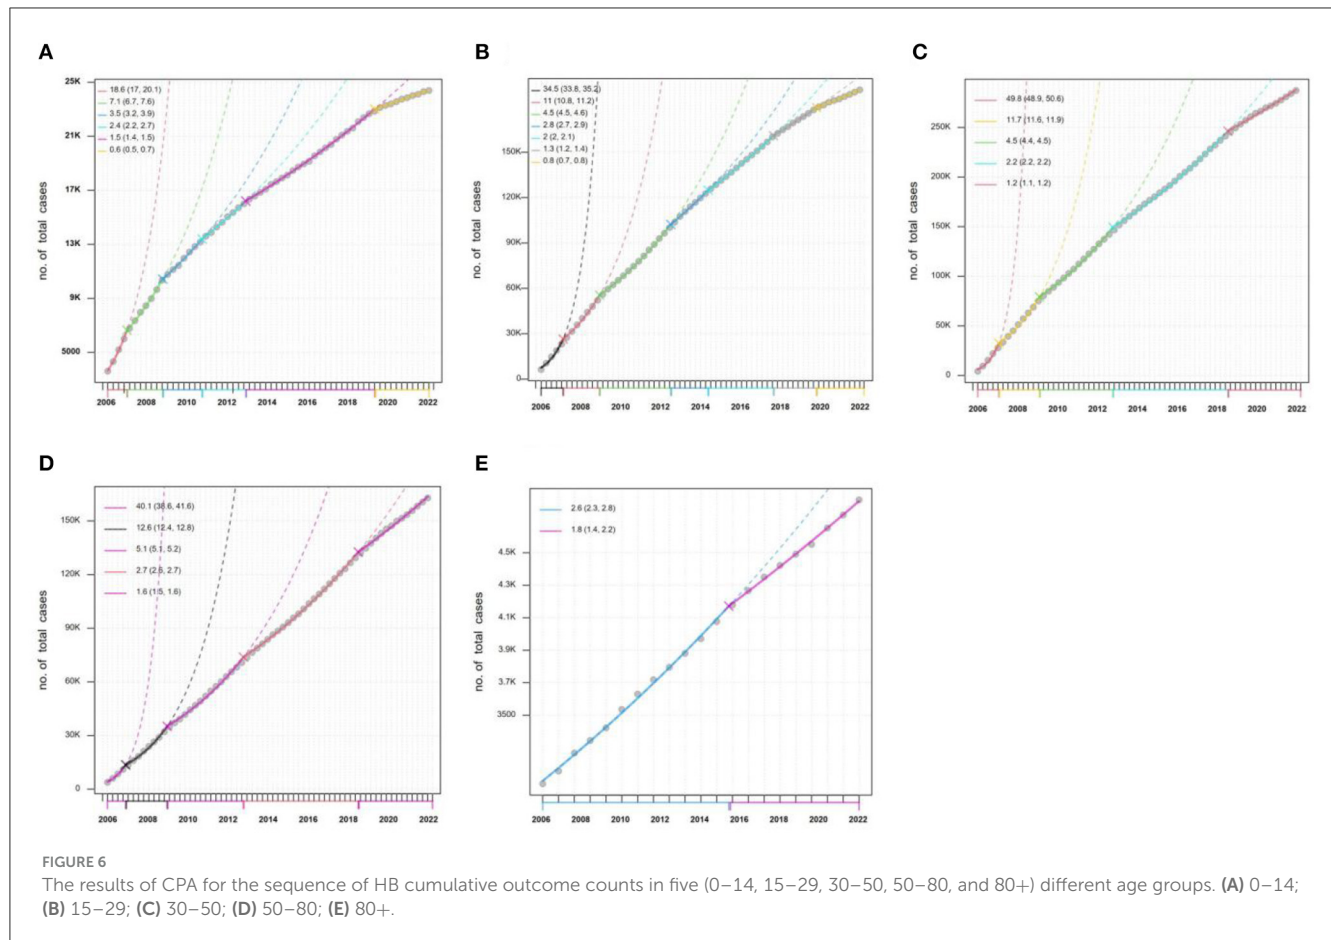 A
25K
21K
17K
13K
9K
5000
no. of total cases
18.6 (17, 20.1)
7.1 (6.7, 7.6)
3.5 (3.2, 3.9)
2.4 (2.2, 2.7)
1.5 (1.4, 1.5)
0.6 (0.5, 0.7)
2006 2008 2010 2012 2014 2016 2018 2020 2022
B
150K
120K
90K
60K
30K
0
no. of total cases
34.5 (33.8, 35.2)
11 (10.8, 11.2)
4.5 (4.5, 4.6)
2.8 (2.7, 2.9)
2 (2, 2.1)
1.3 (1.2, 1.4)
0.8 (0.7, 0.8)
2006 2008 2010 2012 2014 2016 2018 2020 2022
C
250K
200K
150K
100K
50K
0
no. of total cases
49.8 (48.9, 50.6)
11.7 (11.6, 11.9)
4.5 (4.4, 4.5)
2.2 (2.2, 2.2)
1.2 (1.1, 1.2)
2006 2008 2010 2012 2014 2016 2018 2020 2022
D
150K
120K
90K
60K
30K
0
no. of total cases
40.1 (38.6, 41.6)
12.6 (12.4, 12.8)
5.1 (5.1, 5.2)
2.7 (2.6, 2.7)
1.6 (1.5, 1.6)
2006 2008 2010 2012 2014 2016 2018 2020 2022
E
4.5K
4.3K
4.1K
3.9K
3.7K
3500
no. of total cases
2.6 (2.3, 2.8)
1.8 (1.4, 2.2)
2006 2008 2010 2012 2014 2016 2018 2020 2022
FIGURE 6
The results of CPA for the sequence of HB cumulative outcome counts in five (0–14, 15–29, 30–50, 50–80, and 80+) different age groups. (A) 0–14;
(B) 15–29; (C) 30–50; (D) 50–80; (E) 80+.